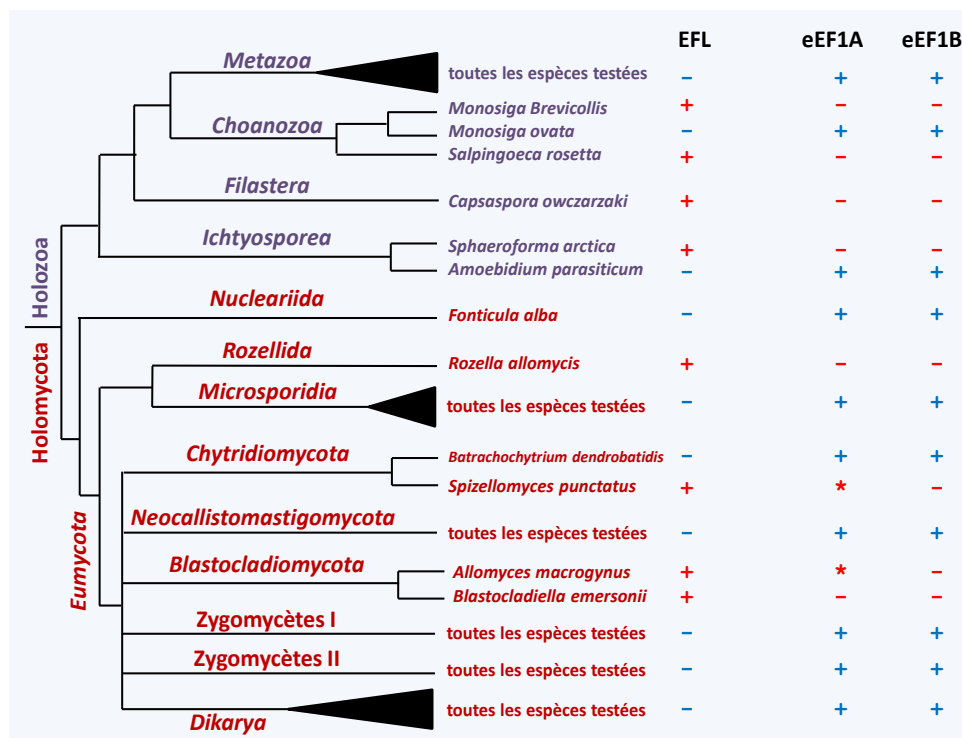 EFL eEF1A eEF1B
Metazoa toutes les espèces testées − + +
Monosiga Brevicollis + − −
Choanozoa Monosiga ovata − + +
Salpingoeca rosetta + − −
Filastera Capsaspora owczarzaki + − −
Ichtyosporea Sphaeroforma arctica + − −
Amoebidium parasiticum − + +
Holozoa
Nucleariida Fonticula alba − + +
Holomycota
Rozellida Rozella allomycis + − −
Microsporidia toutes les espèces testées − + +
Chytridiomycota Batrachochytrium dendrobatidis − + +
Spizellomyces punctatus + * −
Neocallistomastigomycota toutes les espèces testées − + +
Eumycota
Blastocladiomycota Allomyces macrogynus + * −
Blastocladiella emersonii + − −
Zygomycètes I toutes les espèces testées − + +
Zygomycètes II toutes les espèces testées − + +
Dikarya toutes les espèces testées − + +